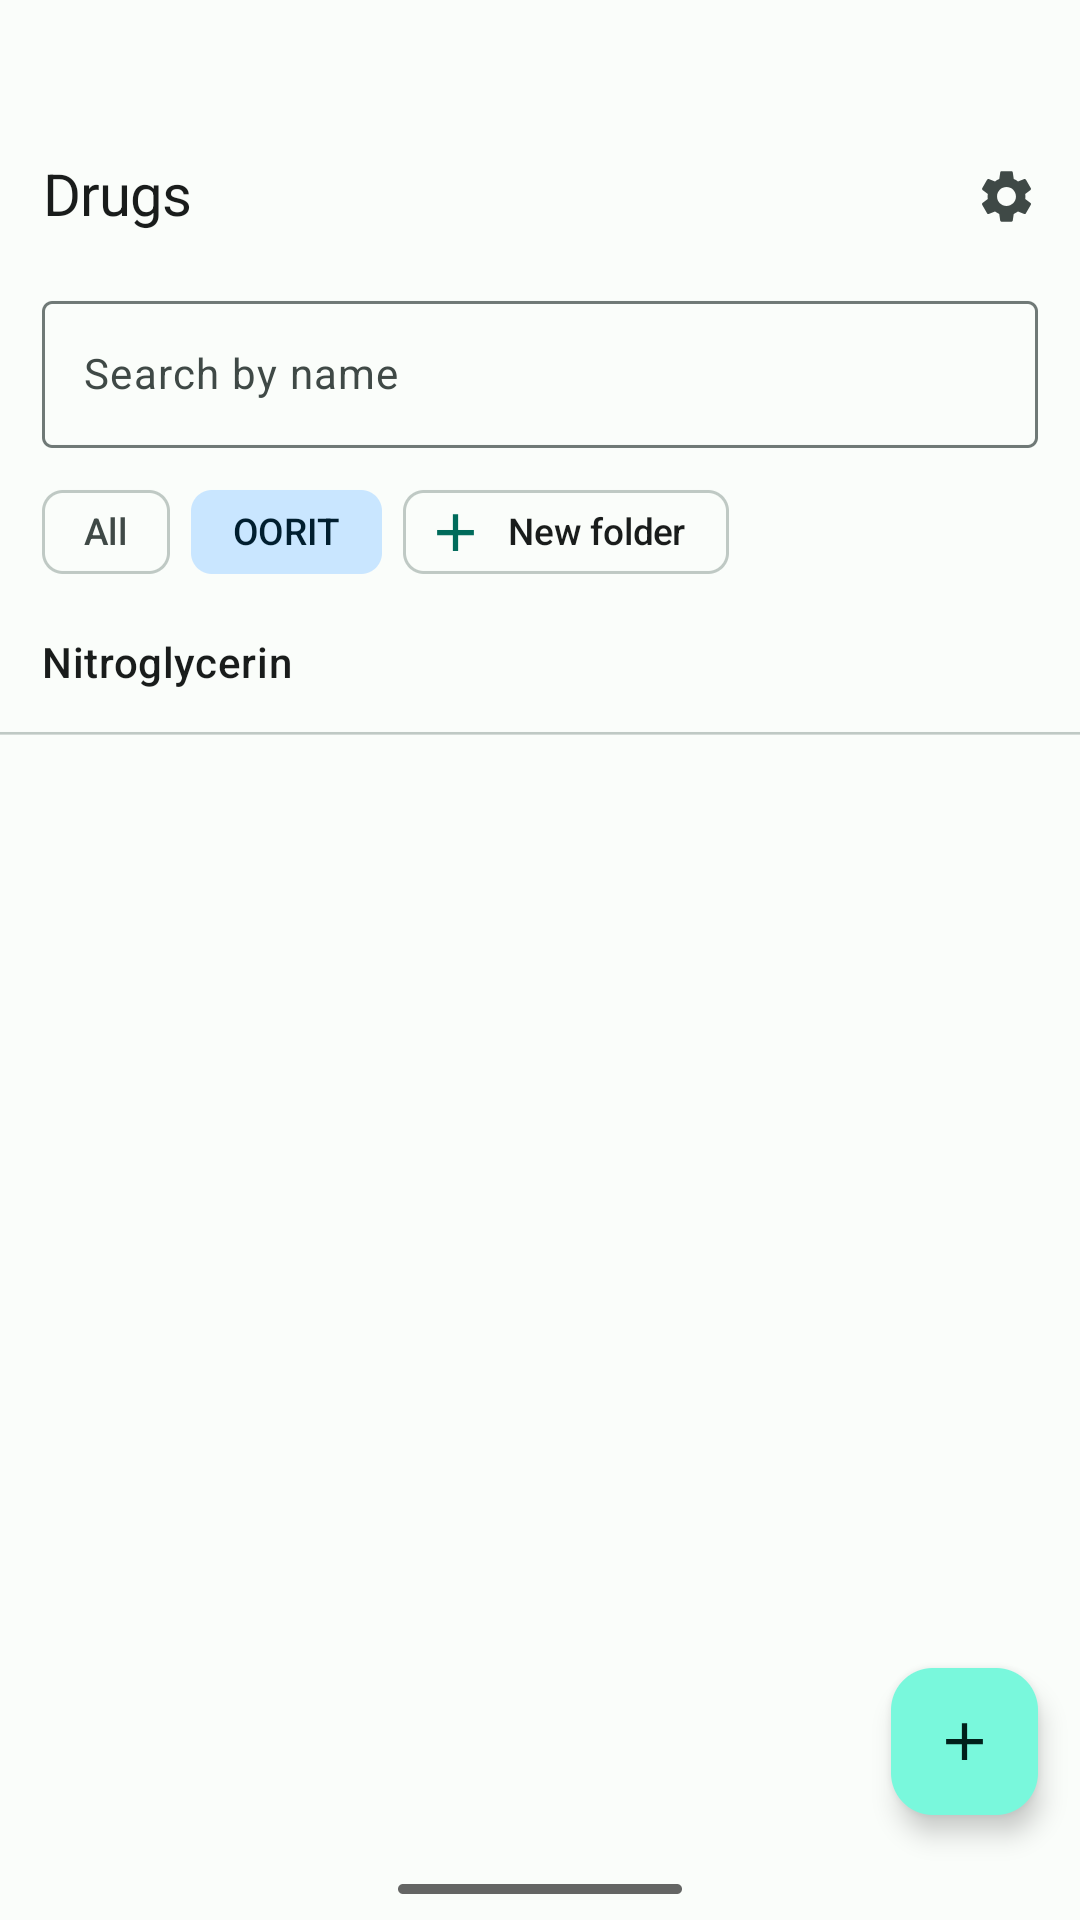 Drugs
Search by name
All
OORIT
New folder
Nitroglycerin